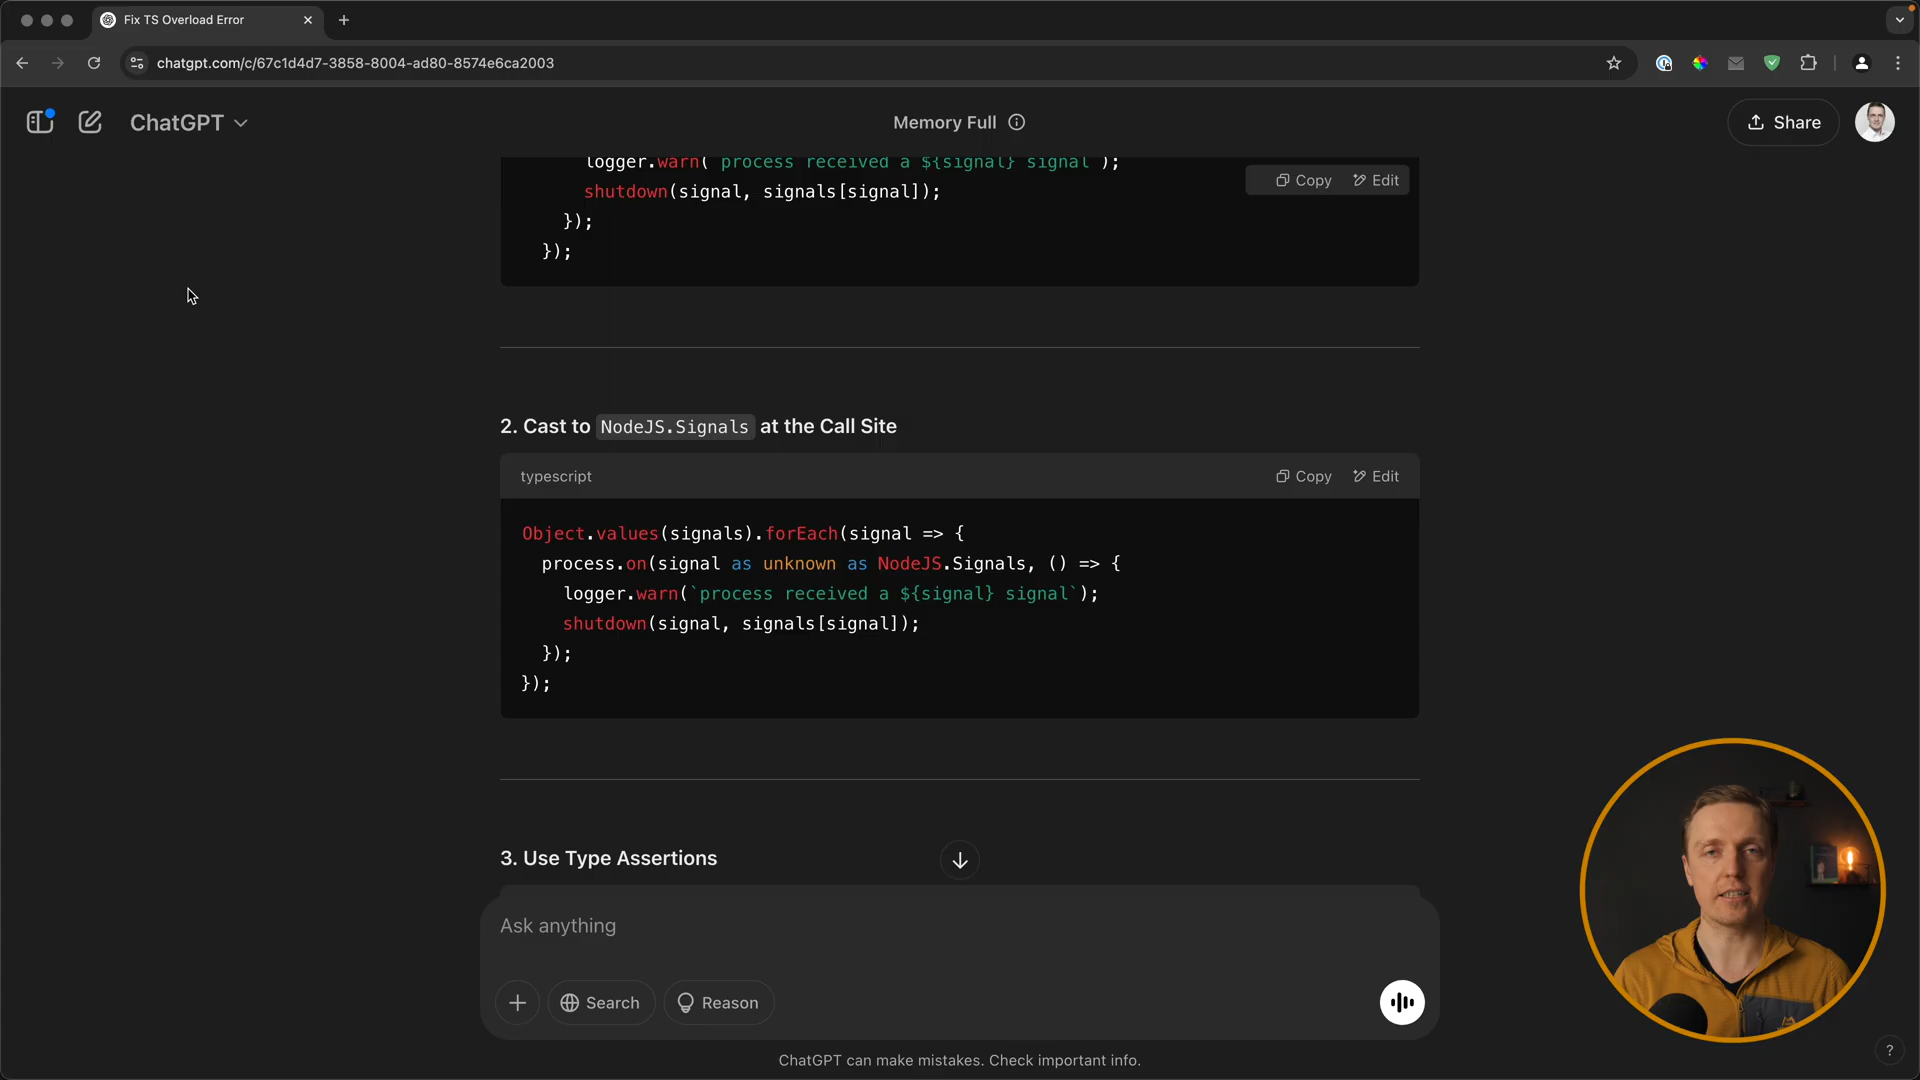 Fix TS Overload Error
chatgpt.com/c/67c1d4d7-3858-8004-ad80-8574e6ca2003
ChatGPT
Memory Full
Share
logger.warn(`process received a ${signal} signal`);
Copy Edit
shutdown(signal, signals[signal]);
});
});
2. Cast to NodeJS.Signals at the Call Site
typescript
Copy Edit
Object.values(signals).forEach(signal => {
process.on(signal as unknown as NodeJS.Signals, () => {
logger.warn(`process received a ${signal} signal`);
shutdown(signal, signals[signal]);
});
});
3. Use Type Assertions
Ask anything
Search
Reason
ChatGPT can make mistakes. Check important info.
?